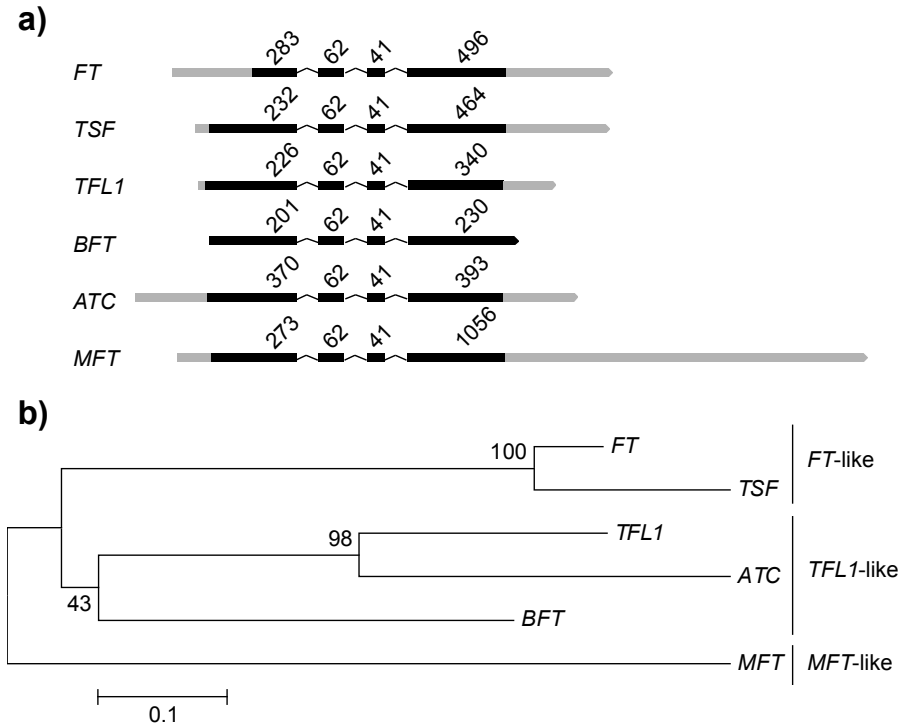 a)
283 62 41 496
FT
232 62 41 464
TSF
226 62 41 340
TFL1
201 62 41 230
BFT
370 62 41 393
ATC
273 62 41 1056
MFT
b)
100 FT
FT-like
TSF
98 TFL1
ATC TFL1-like
43
BFT
MFT MFT-like
0.1